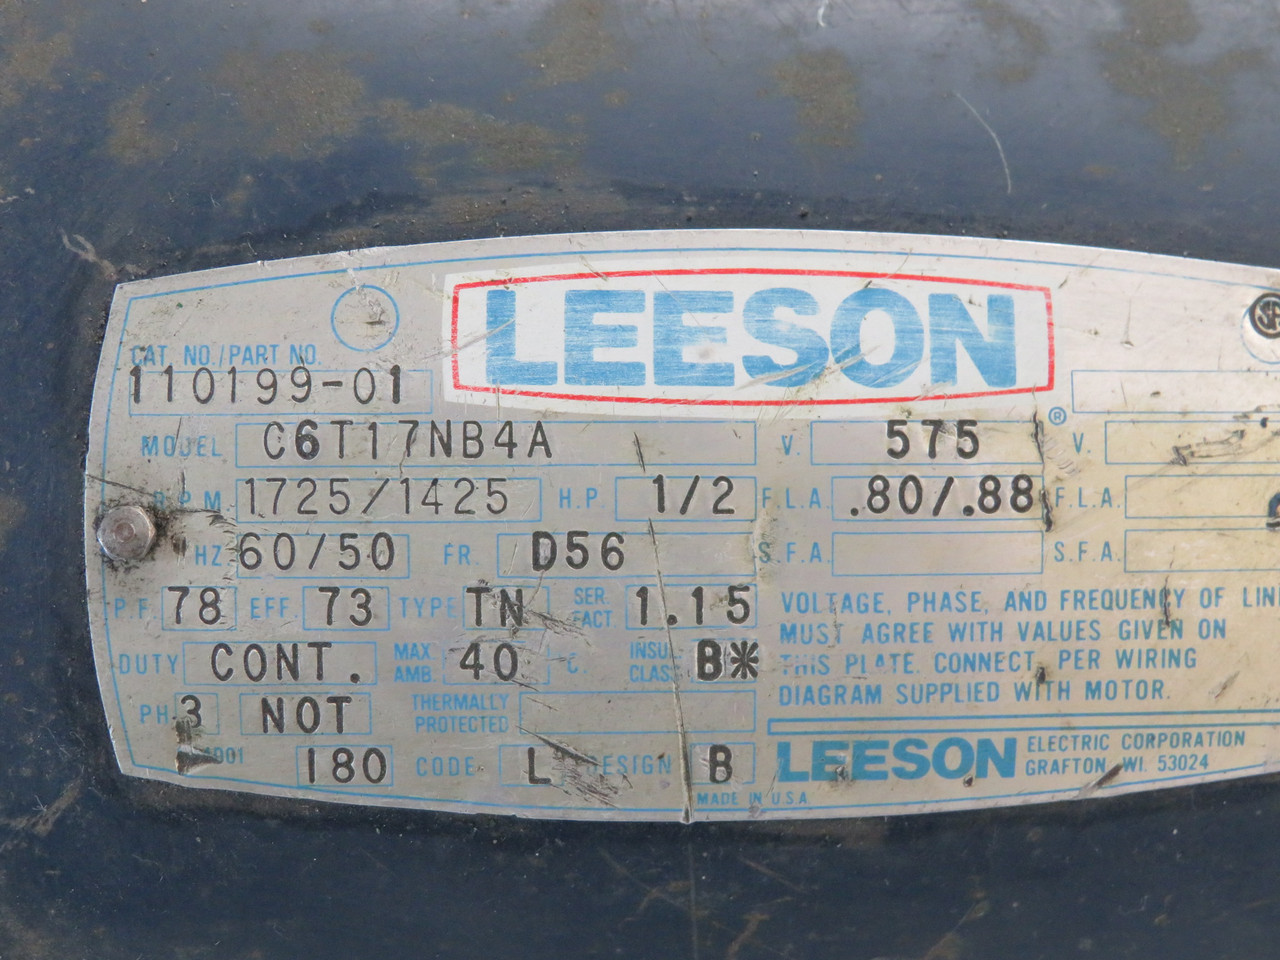 LEESON
CAT. NO./PART NO.
110199-01
®
MODEL C6T17NB4A V. 575 V.
R.P.M 1725/1425 H.P. 1/2 F.L.A. .80/.88 F.L.A.
HZ 60/50 FR. D56 S.F.A. S.F.A.
P.F. 78 EFF. 73 TYPE TN SER. FACT. 1.15
DUTY CONT. MAX. AMB. 40 C. INSUL CLASS B*
PH. 3 NOT THERMALLY PROTECTED
180 CODE L DESIGN B
VOLTAGE, PHASE, AND FREQUENCY OF LIN
MUST AGREE WITH VALUES GIVEN ON
THIS PLATE. CONNECT PER WIRING
DIAGRAM SUPPLIED WITH MOTOR.
LEESON ELECTRIC CORPORATION
GRAFTON, WI. 53024
MADE IN U.S.A.